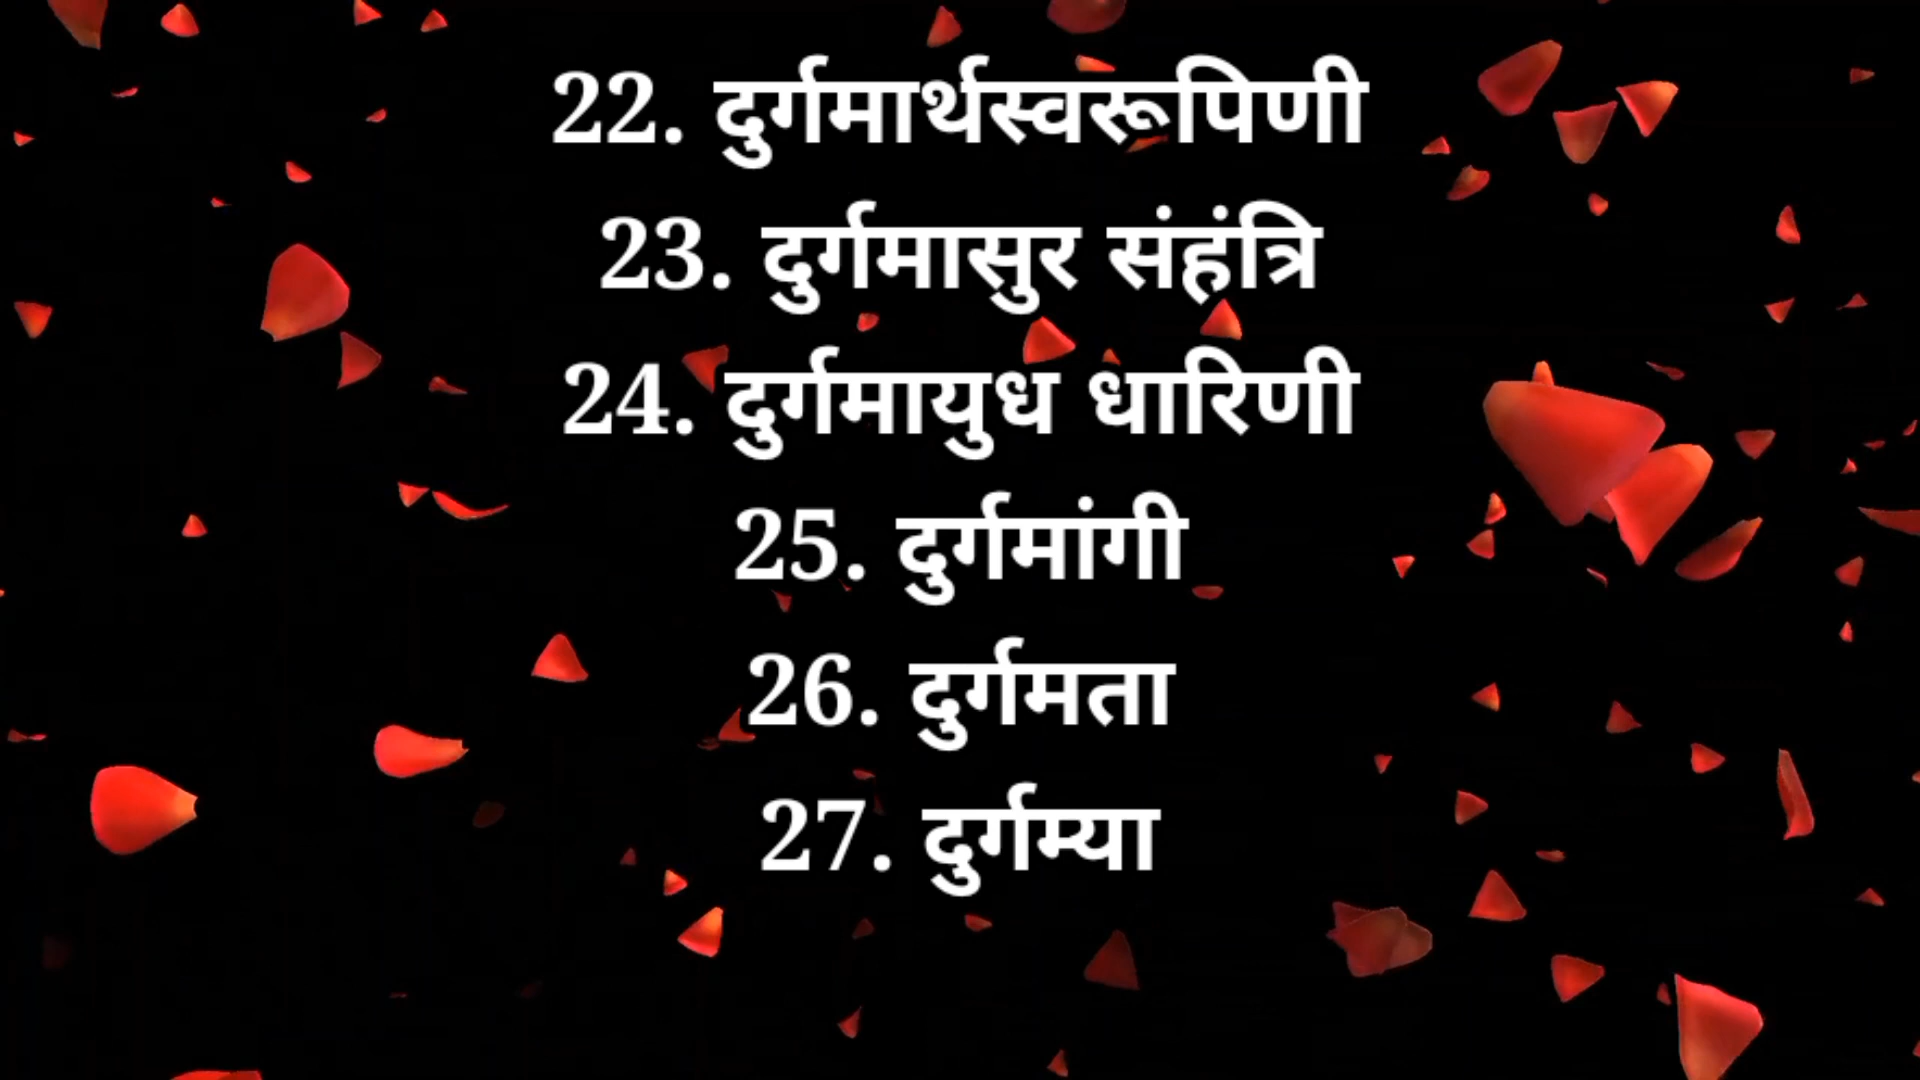 22. दुर्गमार्थस्वरूपिणी
23. दुर्गमासुर संहंत्रि
24. दुर्गमायुध धारिणी
25. दुर्गमांगी
26. दुर्गमता
27. दुर्गम्या